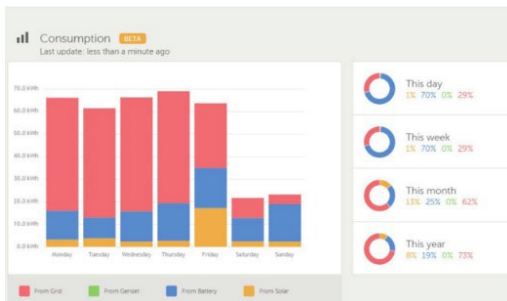 Consumption BETA
Last update: less than a minute ago
70.0 kWh
60.0 kWh
50.0 kWh
40.0 kWh
30.0 kWh
20.0 kWh
10.0 kWh
0.0 kWh
Monday Tuesday Wednesday Thursday Friday Saturday Sunday
From Grid From Genset From Battery From Solar
This day
1% 70% 0% 29%
This week
1% 70% 0% 29%
This month
13% 25% 0% 62%
This year
8% 19% 0% 73%